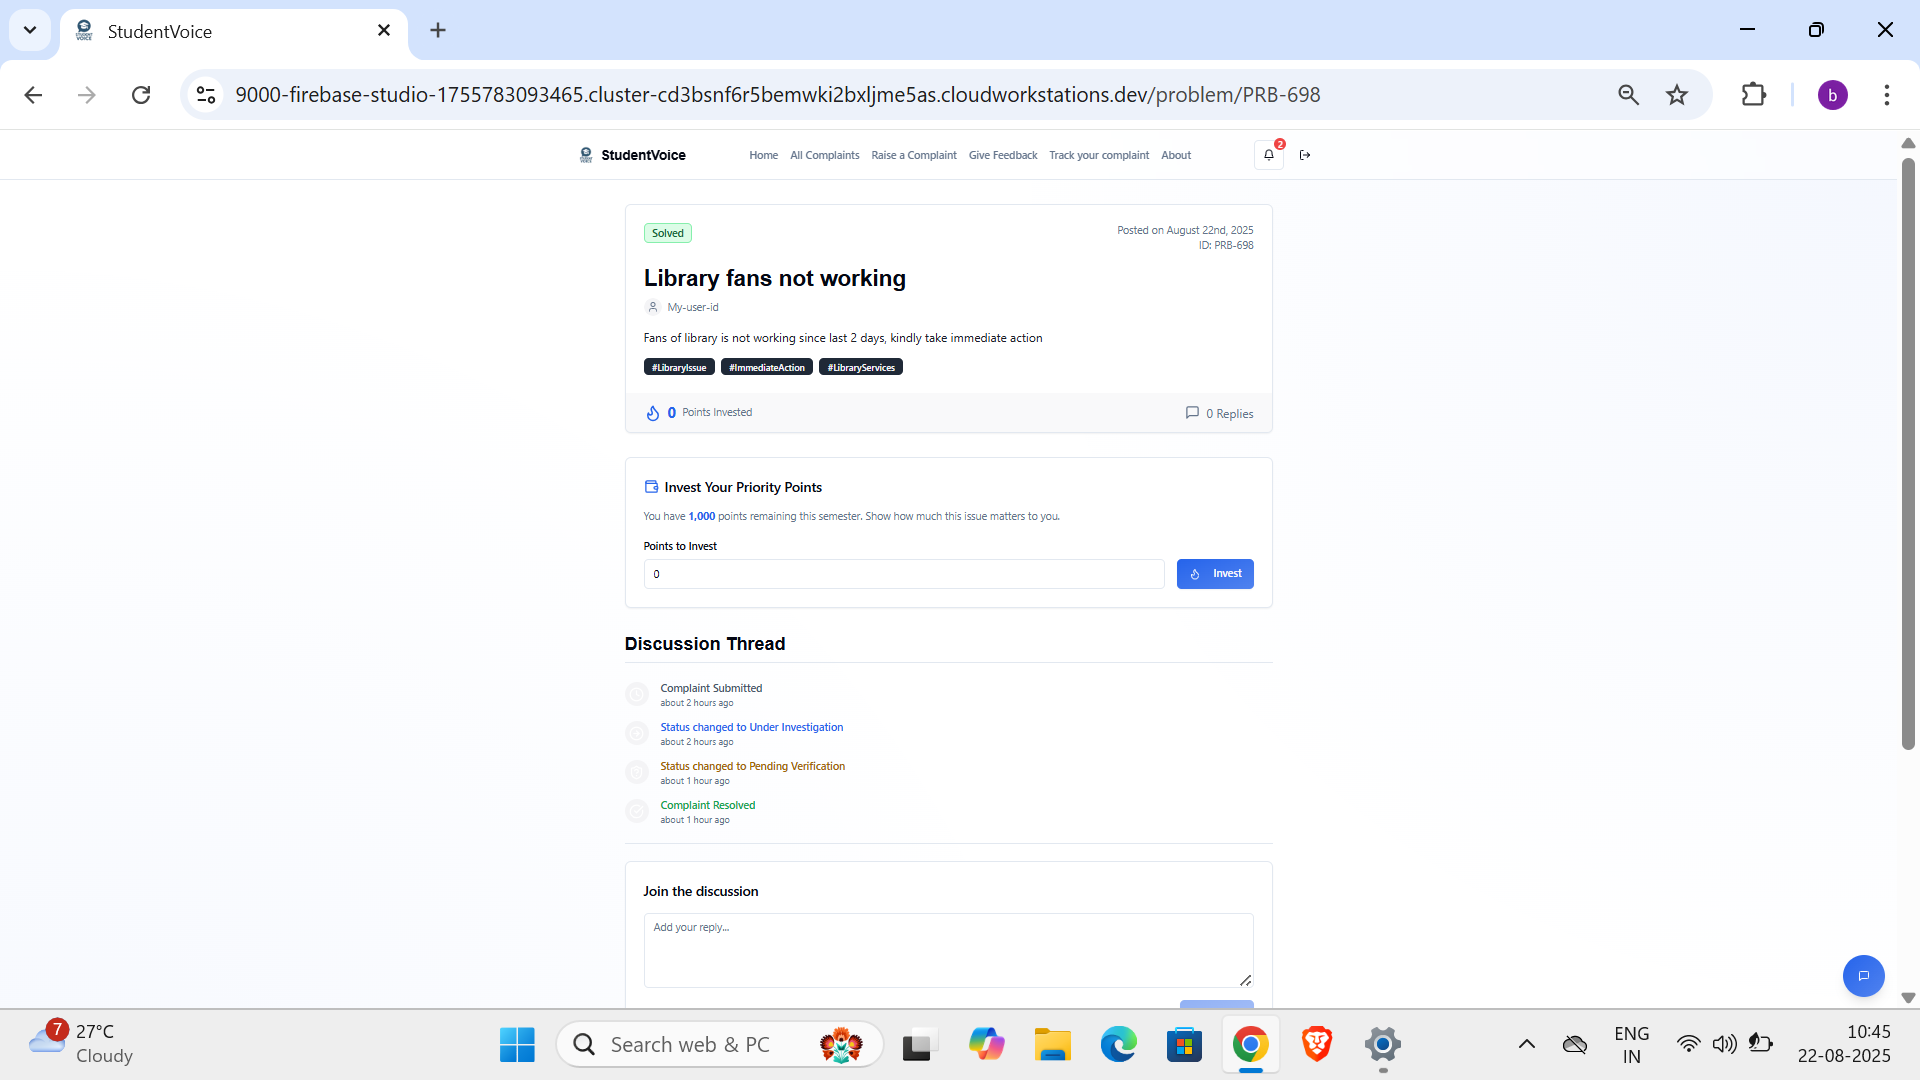 StudentVoice
9000-firebase-studio-1755783093465.cluster-cd3bsnf6r5bemwki2bxljme5as.cloudworkstations.dev/problem/PRB-698
b
StudentVoice Home All Complaints Raise a Complaint Give Feedback Track your complaint About 2
Solved
Posted on August 22nd, 2025
ID: PRB-698
Library fans not working
My-user-id
Fans of library is not working since last 2 days, kindly take immediate action
#LibraryIssue #ImmediateAction #LibraryServices
0 Points Invested 0 Replies
Invest Your Priority Points
You have 1,000 points remaining this semester. Show how much this issue matters to you.
Points to Invest
0 Invest
Discussion Thread
Complaint Submitted
about 2 hours ago
Status changed to Under Investigation
about 2 hours ago
Status changed to Pending Verification
about 1 hour ago
Complaint Resolved
about 1 hour ago
Join the discussion
Add your reply...
7
27°C
Cloudy
Search web & PC
ENG
IN
10:45
22-08-2025